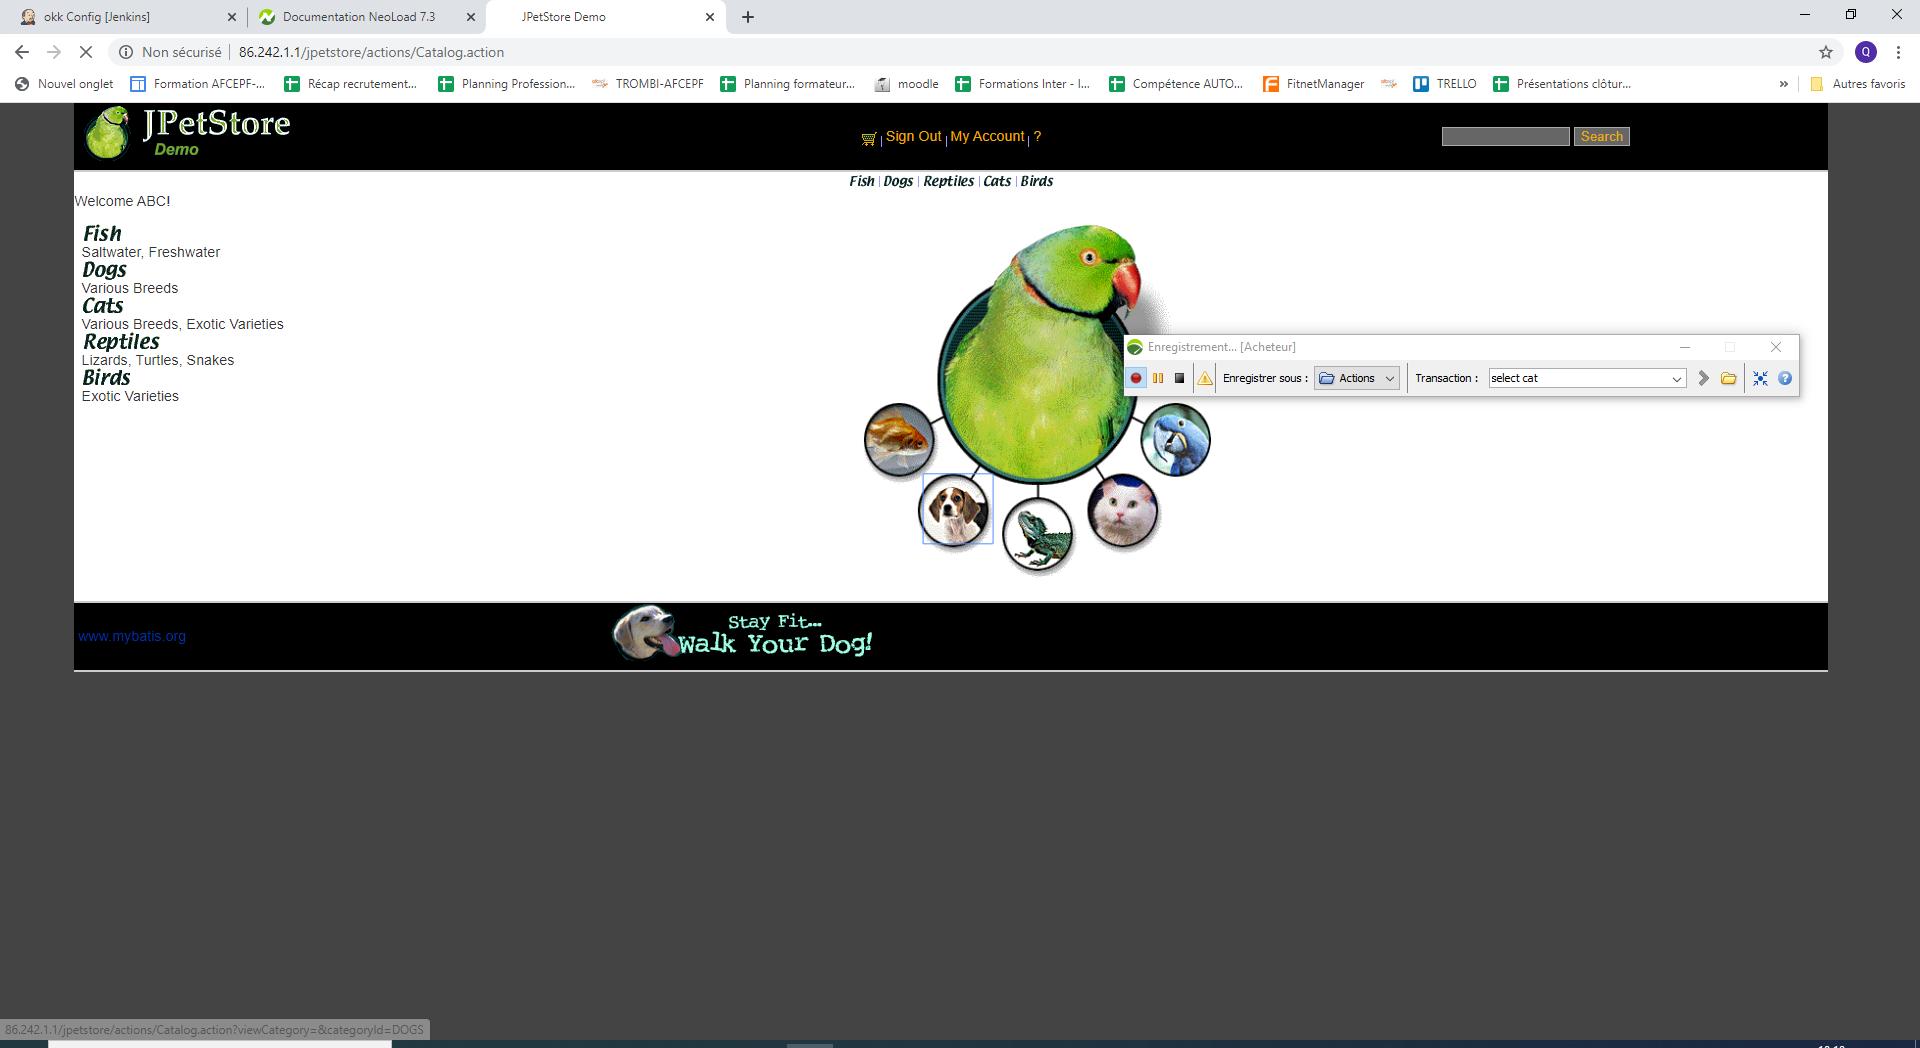 okk Config [Jenkins]
Documentation NeoLoad 7.3
JPetStore Demo
Non sécurisé
86.242.1.1/jpetstore/actions/Catalog.action
Q
Nouvel onglet
Formation AFCEPF-...
Récap recrutement...
Planning Profession...
TROMBI-AFCEPF
Planning formateur...
moodle
Formations Inter - I...
Compétence AUTO...
FitnetManager
TRELLO
Présentations clôtur...
»
Autres favoris
JPetStore
Demo
Sign Out
My Account
?
Search
Fish | Dogs | Reptiles | Cats | Birds
Welcome ABC!
Fish
Saltwater, Freshwater
Dogs
Various Breeds
Cats
Various Breeds, Exotic Varieties
Reptiles
Lizards, Turtles, Snakes
Birds
Exotic Varieties
Enregistrement... [Acheteur]
Enregistrer sous :
Actions
Transaction :
select cat
www.mybatis.org
Stay Fit...
Walk Your Dog!
86.242.1.1/jpetstore/actions/Catalog.action?viewCategory=&categoryId=DOGS